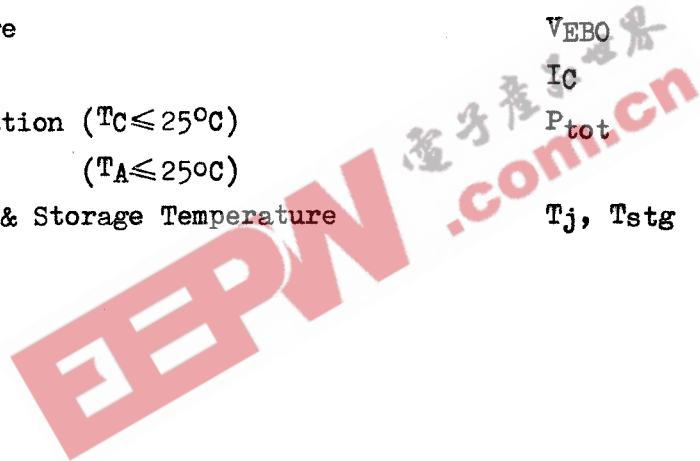 re VEBO
IC
tion (TC≤25°C) Ptot
(TA≤25°C)
& Storage Temperature Tj, Tstg
EEPW .com.cn
電子產品世界